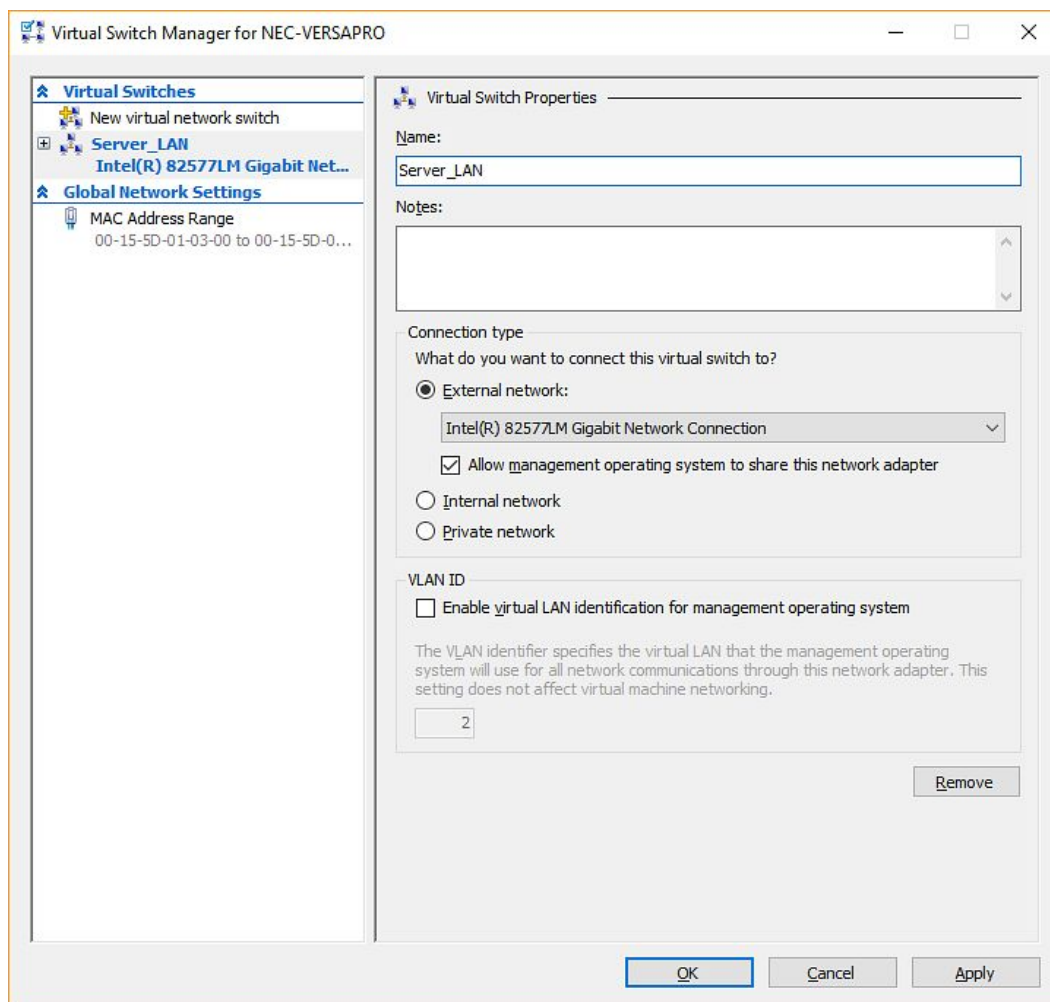 Virtual Switch Manager for NEC-VERSAPRO
Virtual Switches
New virtual network switch
Server_LAN
Intel(R) 82577LM Gigabit Net...
Global Network Settings
MAC Address Range
00-15-5D-01-03-00 to 00-15-5D-0...
Virtual Switch Properties
Name:
Server_LAN
Notes:
Connection type
What do you want to connect this virtual switch to?
External network:
Intel(R) 82577LM Gigabit Network Connection
Allow management operating system to share this network adapter
Internal network
Private network
VLAN ID
Enable virtual LAN identification for management operating system
The VLAN identifier specifies the virtual LAN that the management operating
system will use for all network communications through this network adapter. This
setting does not affect virtual machine networking.
2
Remove
OK
Cancel
Apply